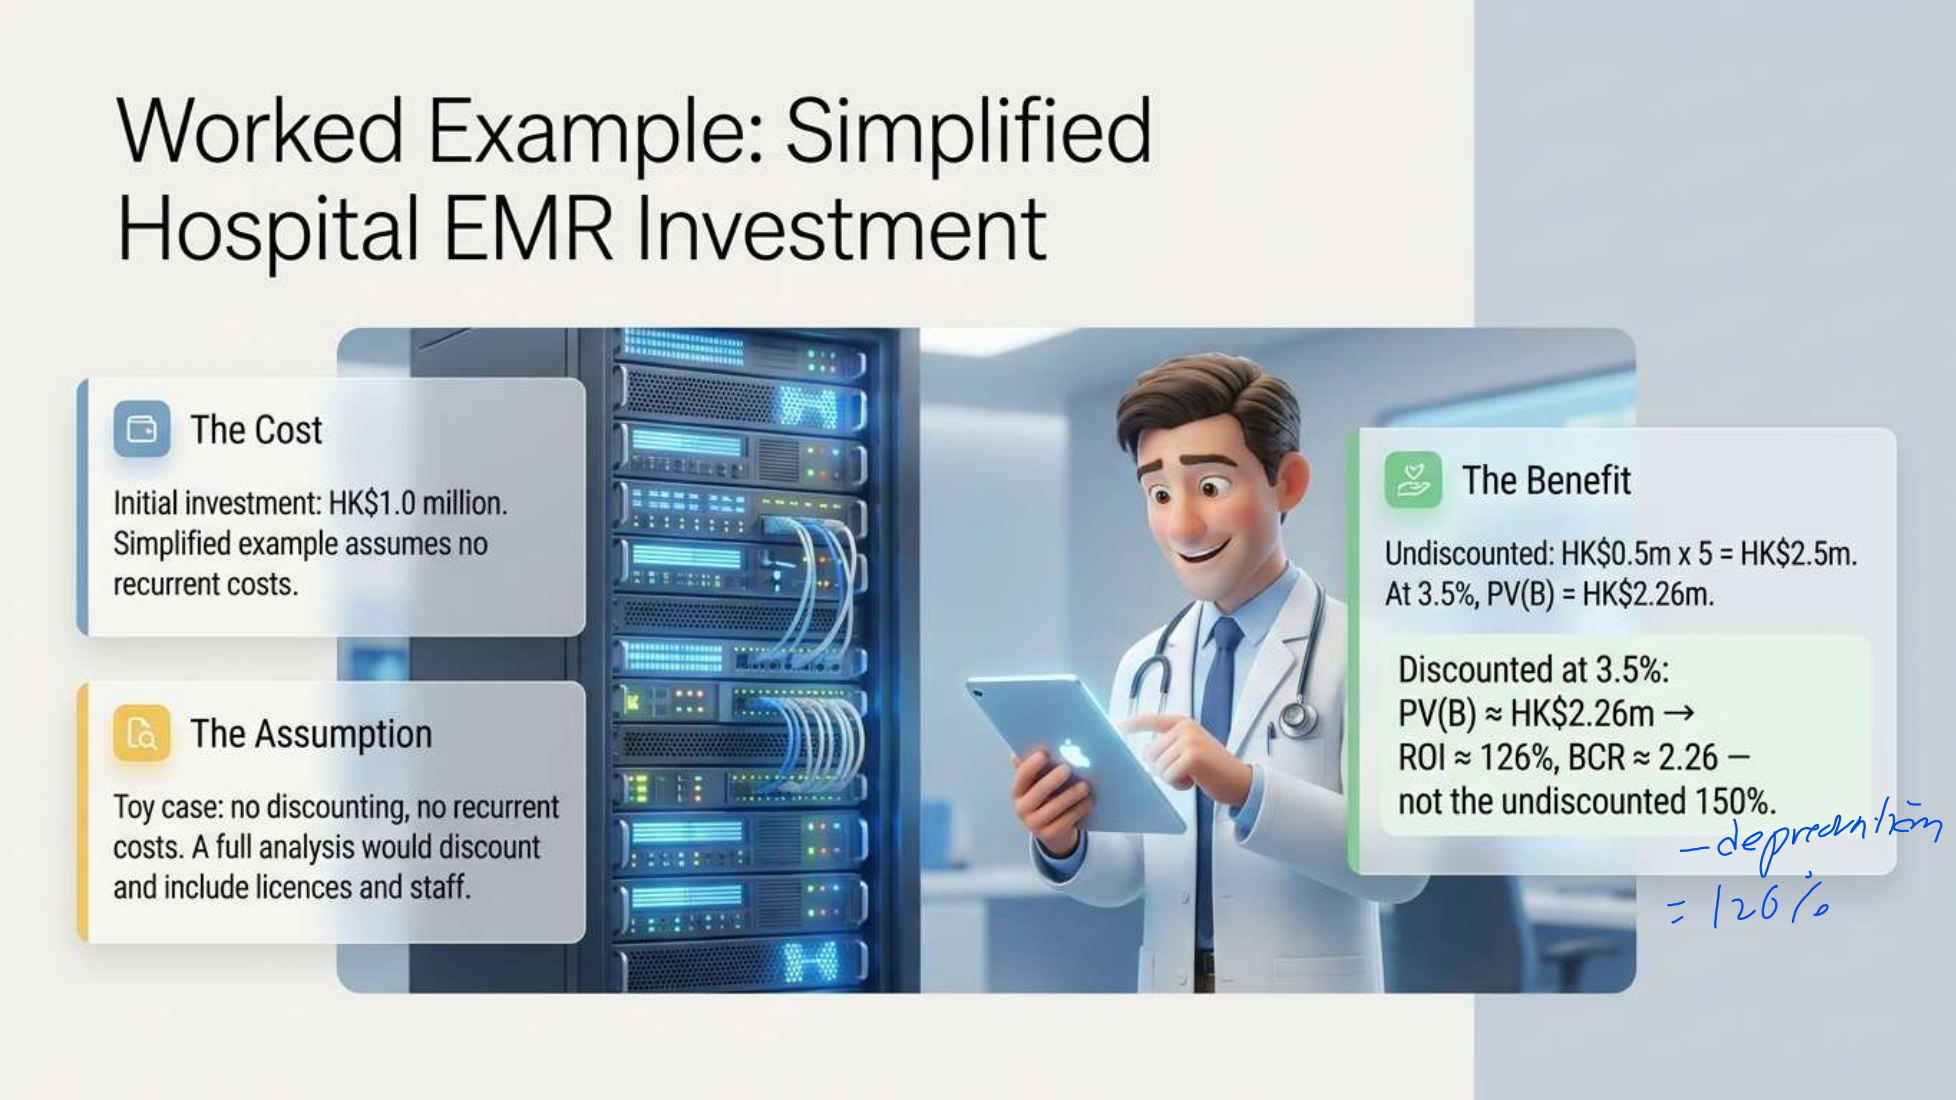 Worked Example: Simplified
Hospital EMR Investment
The Cost
Initial investment: HK$1.0 million.
Simplified example assumes no
recurrent costs.
The Assumption
Toy case: no discounting, no recurrent
costs. A full analysis would discount
and include licences and staff.
The Benefit
Undiscounted: HK$0.5m x 5 = HK$2.5m.
At 3.5%, PV(B) = HK$2.26m.
Discounted at 3.5%:
PV(B) ≈ HK$2.26m →
ROI ≈ 126%, BCR ≈ 2.26 —
not the undiscounted 150%.
– depreciation
= 126%